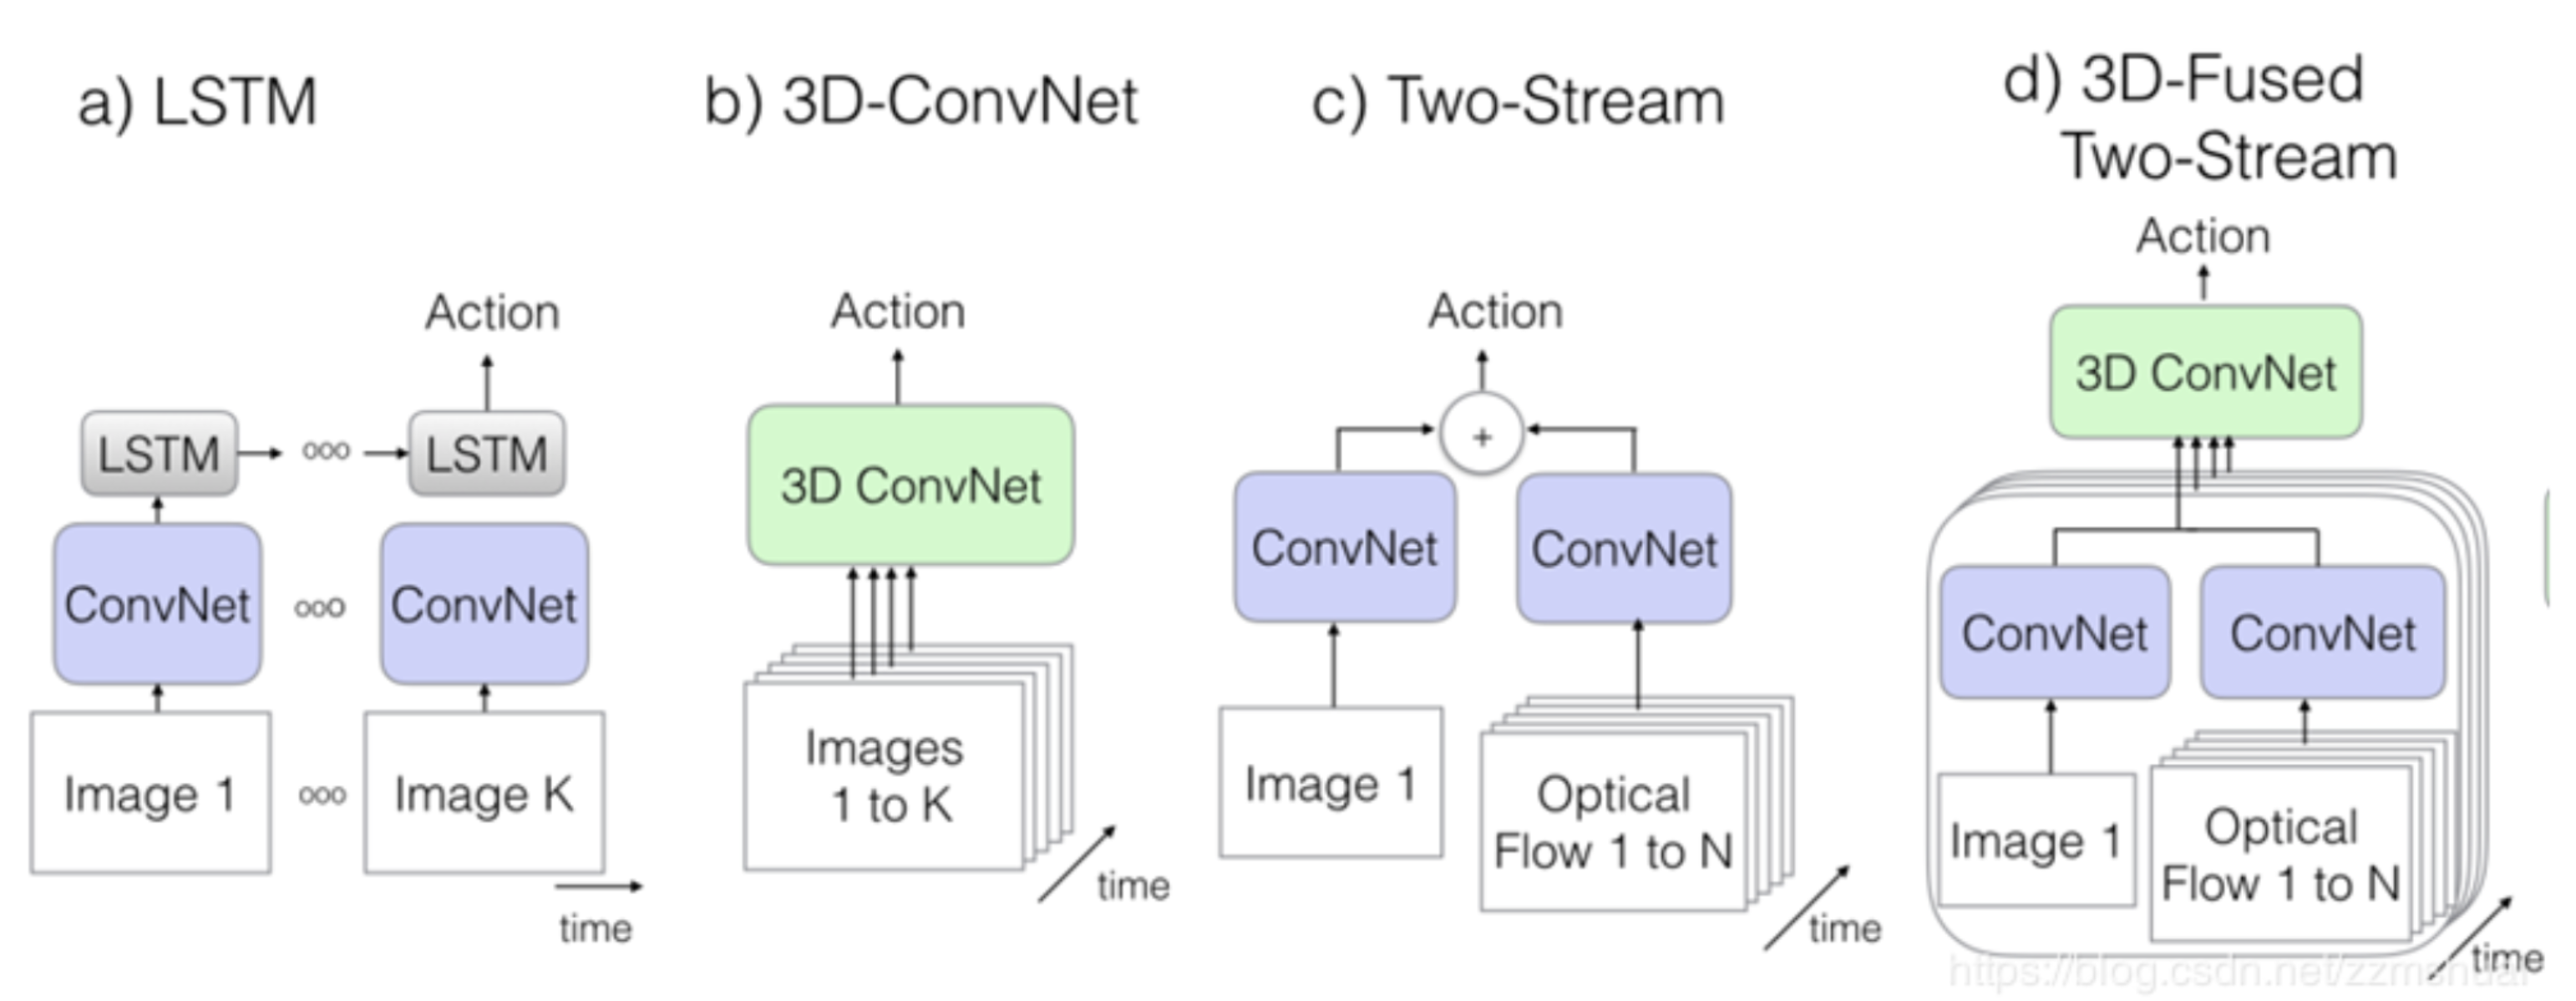 a) LSTM
Action
LSTM ooo LSTM
ConvNet ooo ConvNet
Image 1 ooo Image K
time
b) 3D-ConvNet
Action
3D ConvNet
Images
1 to K
time
c) Two-Stream
Action
+
ConvNet ConvNet
Image 1
Optical
Flow 1 to N
time
d) 3D-Fused
Two-Stream
Action
3D ConvNet
ConvNet ConvNet
Image 1
Optical
Flow 1 to N
time